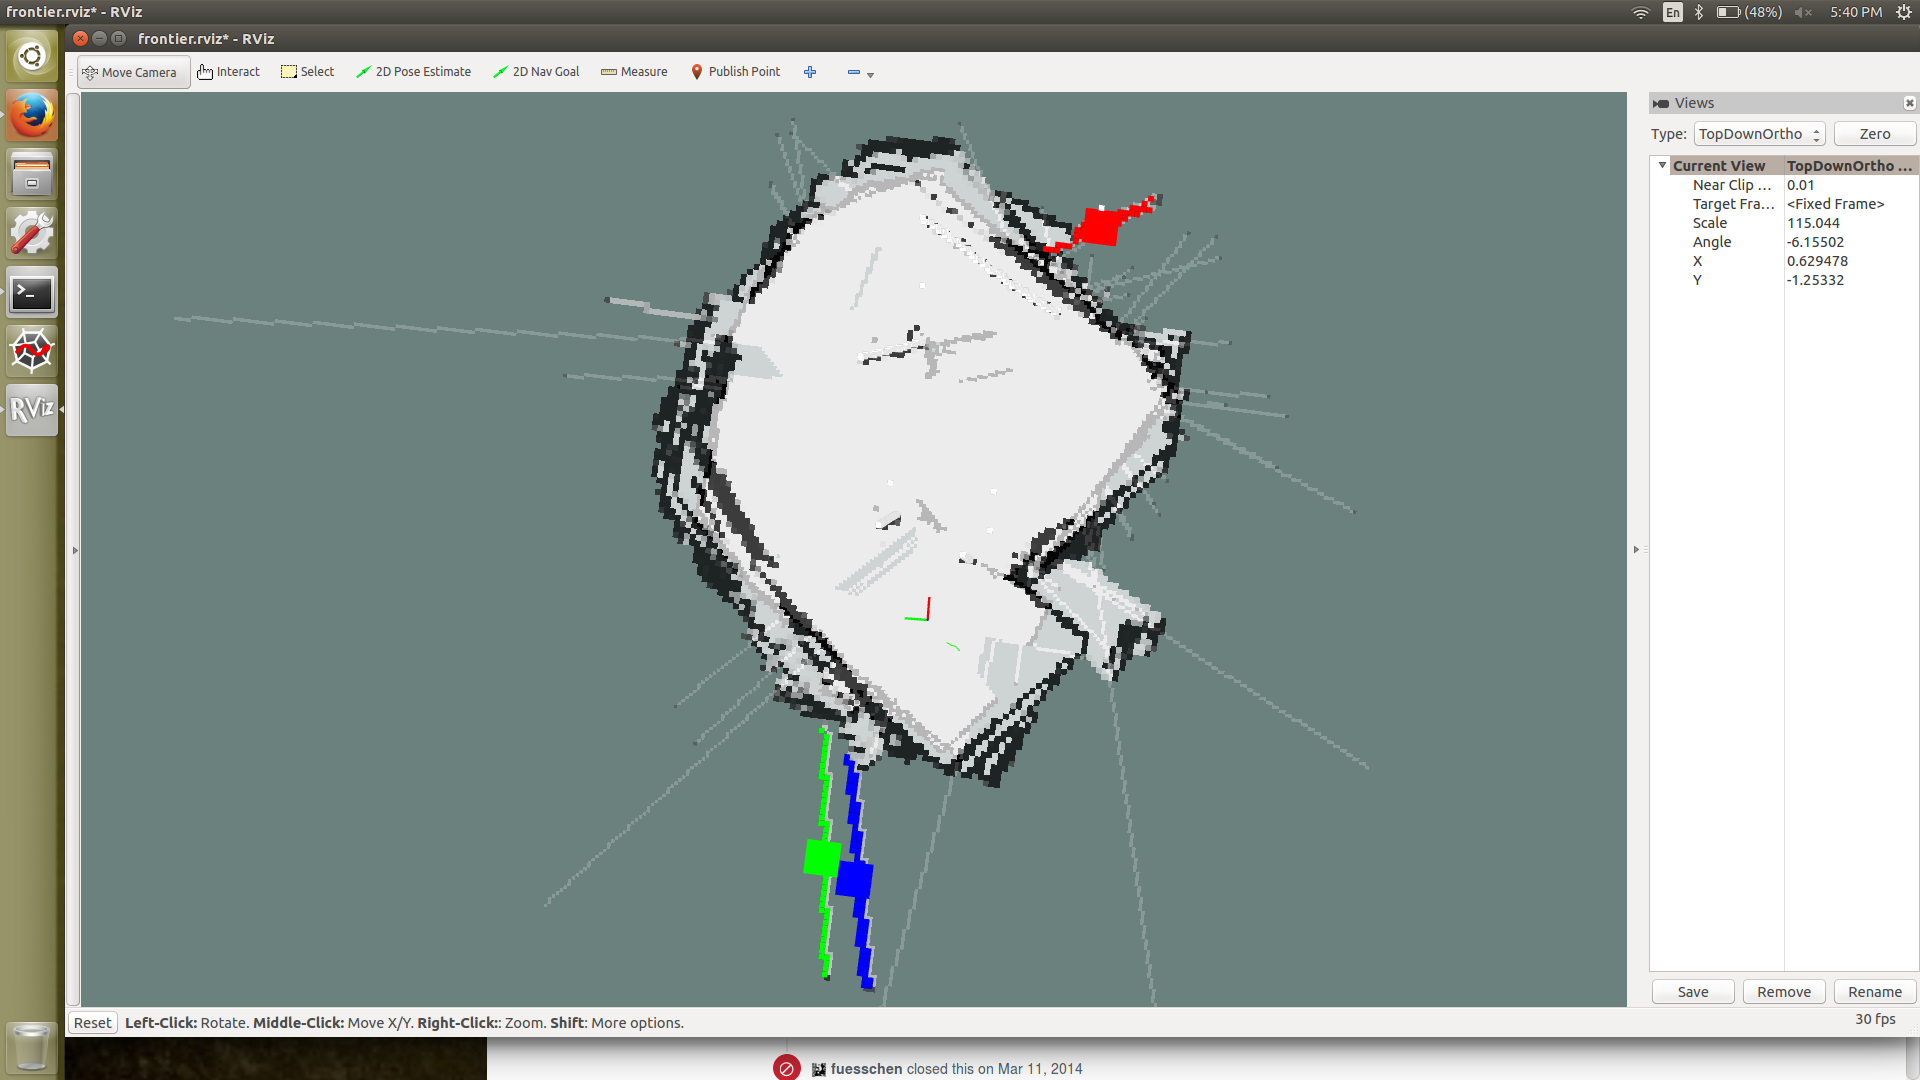 frontier.rviz* - RViz
En
(48%)
5:40 PM
frontier.rviz* - RViz
Move Camera
Interact
Select
2D Pose Estimate
2D Nav Goal
Measure
Publish Point
Views
Type:
TopDownOrtho
Zero
Current View
TopDownOrtho ...
Near Clip ...
0.01
Target Fra...
<Fixed Frame>
Scale
115.044
Angle
-6.15502
X
0.629478
Y
-1.25332
RViz
Save
Remove
Rename
Reset
Left-Click: Rotate. Middle-Click: Move X/Y. Right-Click:: Zoom. Shift: More options.
30 fps
fuesschen closed this on Mar 11, 2014